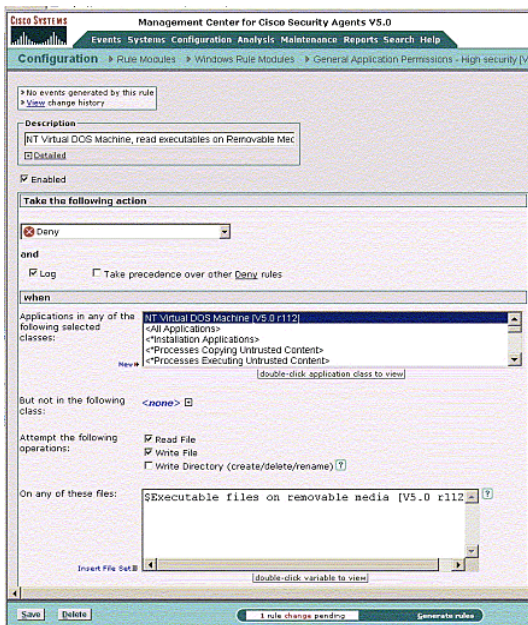 CISCO SYSTEMS
Management Center for Cisco Security Agents V5.0
Events Systems Configuration Analysis Maintenance Reports Search Help
Configuration Rule Modules Windows Rule Modules General Application Permissions - High security [V
No events generated by this rule
View change history
Description
NT Virtual DOS Machine, read executables on Removable Mec
Detailed
Enabled
Take the following action
Deny
and
Log Take precedence over other Deny rules
when
Applications in any of the following selected classes:
NT Virtual DOS Machine [V5.0 r112]
<All Applications>
<*Installation Applications>
<*Processes Copying Untrusted Content>
<*Processes Executing Untrusted Content>
New
double-click application class to view
But not in the following class:
<none>
Attempt the following operations:
Read File
Write File
Write Directory (create/delete/rename) ?
On any of these files:
$Executable files on removable media [V5.0 r112
?
Insert File Set
double-click variable to view
Save Delete 1 rule change pending Generate rules